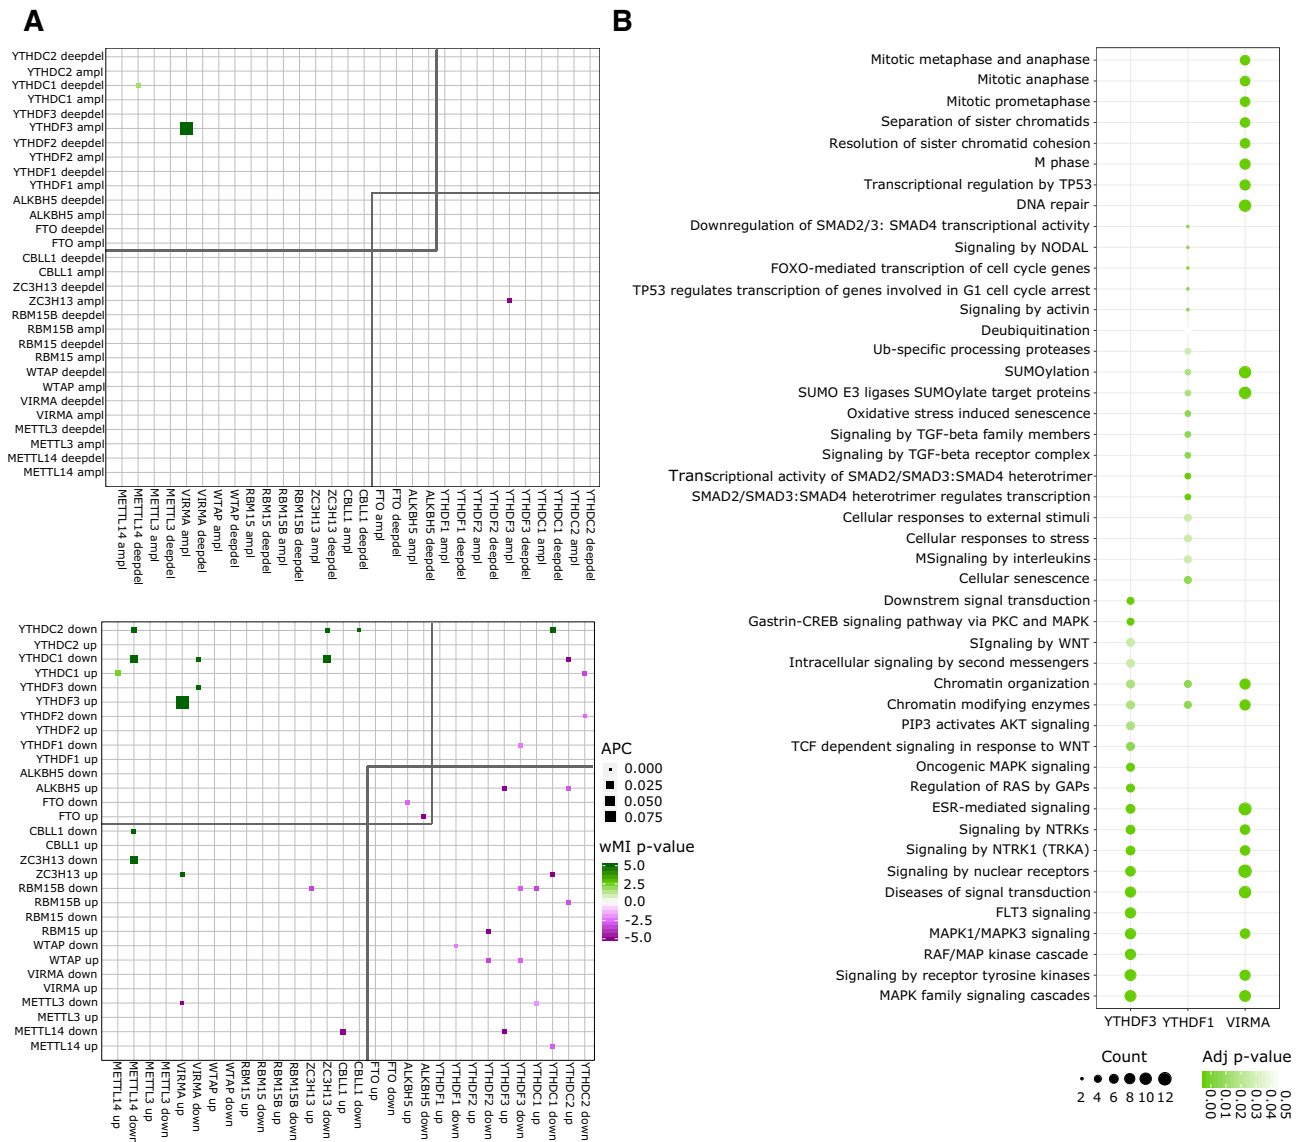 A
YTHDC2 deepdel
YTHDC2 ampl
YTHDC1 deepdel
YTHDC1 ampl
YTHDF3 deepdel
YTHDF3 ampl
YTHDF2 deepdel
YTHDF2 ampl
YTHDF1 deepdel
YTHDF1 ampl
ALKBH5 deepdel
ALKBH5 ampl
FTO deepdel
FTO ampl
CBLL1 deepdel
CBLL1 ampl
ZC3H13 deepdel
ZC3H13 ampl
RBM15B deepdel
RBM15B ampl
RBM15 deepdel
RBM15 ampl
WTAP deepdel
WTAP ampl
VIRMA deepdel
VIRMA ampl
METTL3 deepdel
METTL3 ampl
METTL14 deepdel
METTL14 ampl
METTL14 ampl
METTL14 deepdel
METTL3 ampl
METTL3 deepdel
VIRMA ampl
VIRMA deepdel
WTAP ampl
WTAP deepdel
RBM15 ampl
RBM15 deepdel
RBM15B ampl
RBM15B deepdel
ZC3H13 ampl
ZC3H13 deepdel
CBLL1 ampl
CBLL1 deepdel
FTO ampl
FTO deepdel
ALKBH5 ampl
ALKBH5 deepdel
YTHDF1 ampl
YTHDF1 deepdel
YTHDF2 ampl
YTHDF2 deepdel
YTHDF3 ampl
YTHDF3 deepdel
YTHDC1 ampl
YTHDC1 deepdel
YTHDC2 ampl
YTHDC2 deepdel
YTHDC2 down
YTHDC2 up
YTHDC1 down
YTHDC1 up
YTHDF3 down
YTHDF3 up
YTHDF2 down
YTHDF2 up
YTHDF1 down
YTHDF1 up
ALKBH5 down
ALKBH5 up
FTO down
FTO up
CBLL1 down
CBLL1 up
ZC3H13 down
ZC3H13 up
RBM15B down
RBM15B up
RBM15 down
RBM15 up
WTAP down
WTAP up
VIRMA down
VIRMA up
METTL3 down
METTL3 up
METTL14 down
METTL14 up
METTL14 up
METTL14 down
METTL3 up
METTL3 down
VIRMA up
VIRMA down
WTAP up
WTAP down
RBM15 up
RBM15 down
RBM15B up
RBM15B down
ZC3H13 up
ZC3H13 down
CBLL1 up
CBLL1 down
FTO up
FTO down
ALKBH5 up
ALKBH5 down
YTHDF1 up
YTHDF1 down
YTHDF2 up
YTHDF2 down
YTHDF3 up
YTHDF3 down
YTHDC1 up
YTHDC1 down
YTHDC2 up
YTHDC2 down
APC
0.000
0.025
0.050
0.075
wMI p-value
5.0
2.5
0.0
-2.5
-5.0
B
Mitotic metaphase and anaphase
Mitotic anaphase
Mitotic prometaphase
Separation of sister chromatids
Resolution of sister chromatid cohesion
M phase
Transcriptional regulation by TP53
DNA repair
Downregulation of SMAD2/3: SMAD4 transcriptional activity
Signaling by NODAL
FOXO-mediated transcription of cell cycle genes
TP53 regulates transcription of genes involved in G1 cell cycle arrest
Signaling by activin
Deubiquitination
Ub-specific processing proteases
SUMOylation
SUMO E3 ligases SUMOylate target proteins
Oxidative stress induced senescence
Signaling by TGF-beta family members
Signaling by TGF-beta receptor complex
Transcriptional activity of SMAD2/SMAD3:SMAD4 heterotrimer
SMAD2/SMAD3:SMAD4 heterotrimer regulates transcription
Cellular responses to external stimuli
Cellular responses to stress
MSignaling by interleukins
Cellular senescence
Downstrem signal transduction
Gastrin-CREB signaling pathway via PKC and MAPK
SIgnaling by WNT
Intracellular signaling by second messengers
Chromatin organization
Chromatin modifying enzymes
PIP3 activates AKT signaling
TCF dependent signaling in response to WNT
Oncogenic MAPK signaling
Regulation of RAS by GAPs
ESR-mediated signaling
Signaling by NTRKs
Signaling by NTRK1 (TRKA)
Signaling by nuclear receptors
Diseases of signal transduction
FLT3 signaling
MAPK1/MAPK3 signaling
RAF/MAP kinase cascade
Signaling by receptor tyrosine kinases
MAPK family signaling cascades
YTHDF3 YTHDF1 VIRMA
Count
2 4 6 8 10 12
Adj p-value
0.00
0.01
0.02
0.03
0.04
0.05